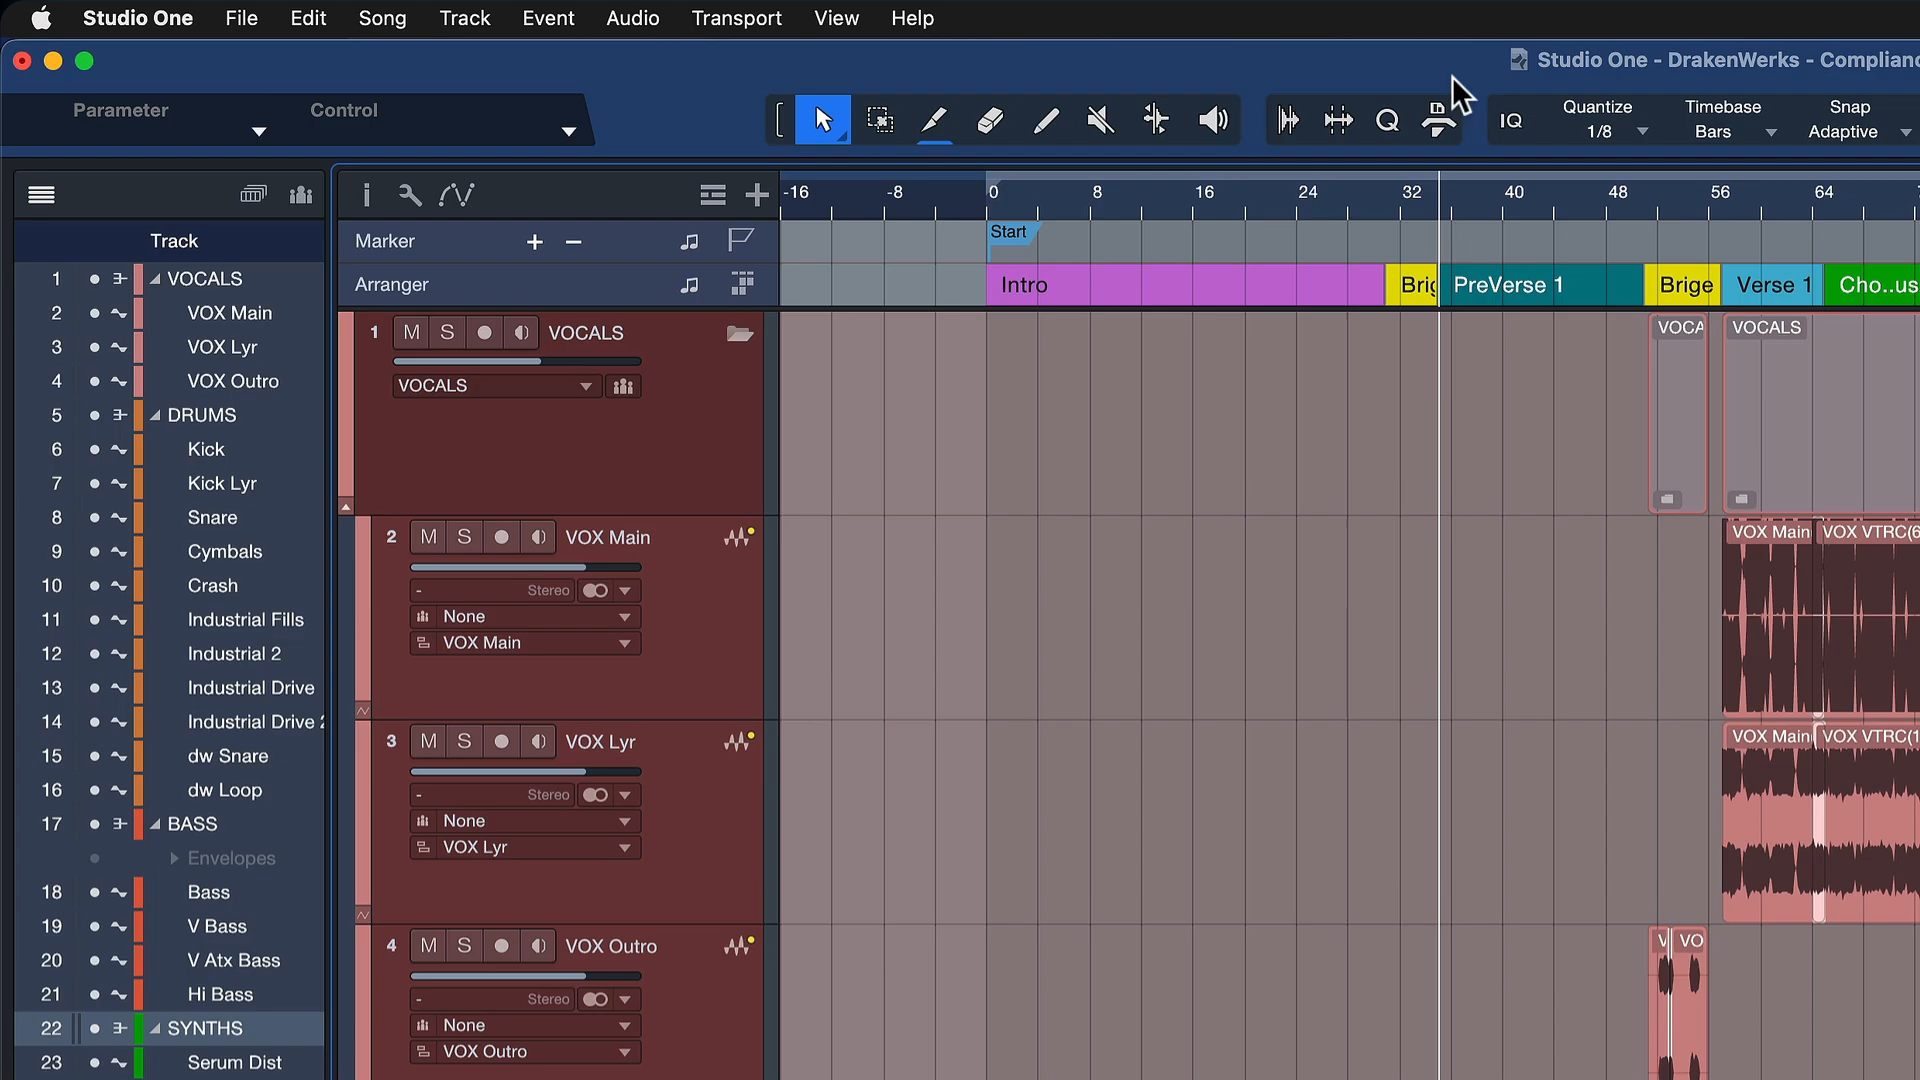 Studio One File Edit Song Track Event Audio Transport View Help
Studio One - DrakenWerks - Complianc
Parameter Control
IQ Quantize Timebase Snap
1/8 Bars Adaptive
-16 -8 0 8 16 24 32 40 48 56 64
Track
Marker + − Start
Arranger Intro Brig PreVerse 1 Brige Verse 1 Cho..us
1 VOCALS
2 VOX Main
3 VOX Lyr
4 VOX Outro
5 DRUMS
6 Kick
7 Kick Lyr
8 Snare
9 Cymbals
10 Crash
11 Industrial Fills
12 Industrial 2
13 Industrial Drive
14 Industrial Drive 2
15 dw Snare
16 dw Loop
17 BASS
Envelopes
18 Bass
19 V Bass
20 V Atx Bass
21 Hi Bass
22 SYNTHS
23 Serum Dist
1 M S VOCALS
VOCALS
VOCA VOCALS
2 M S VOX Main
- Stereo
None
VOX Main
VOX Main VOX VTRC(6
3 M S VOX Lyr
- Stereo
None
VOX Lyr
VOX Main VOX VTRC(1
4 M S VOX Outro
- Stereo
None
VOX Outro
V VO